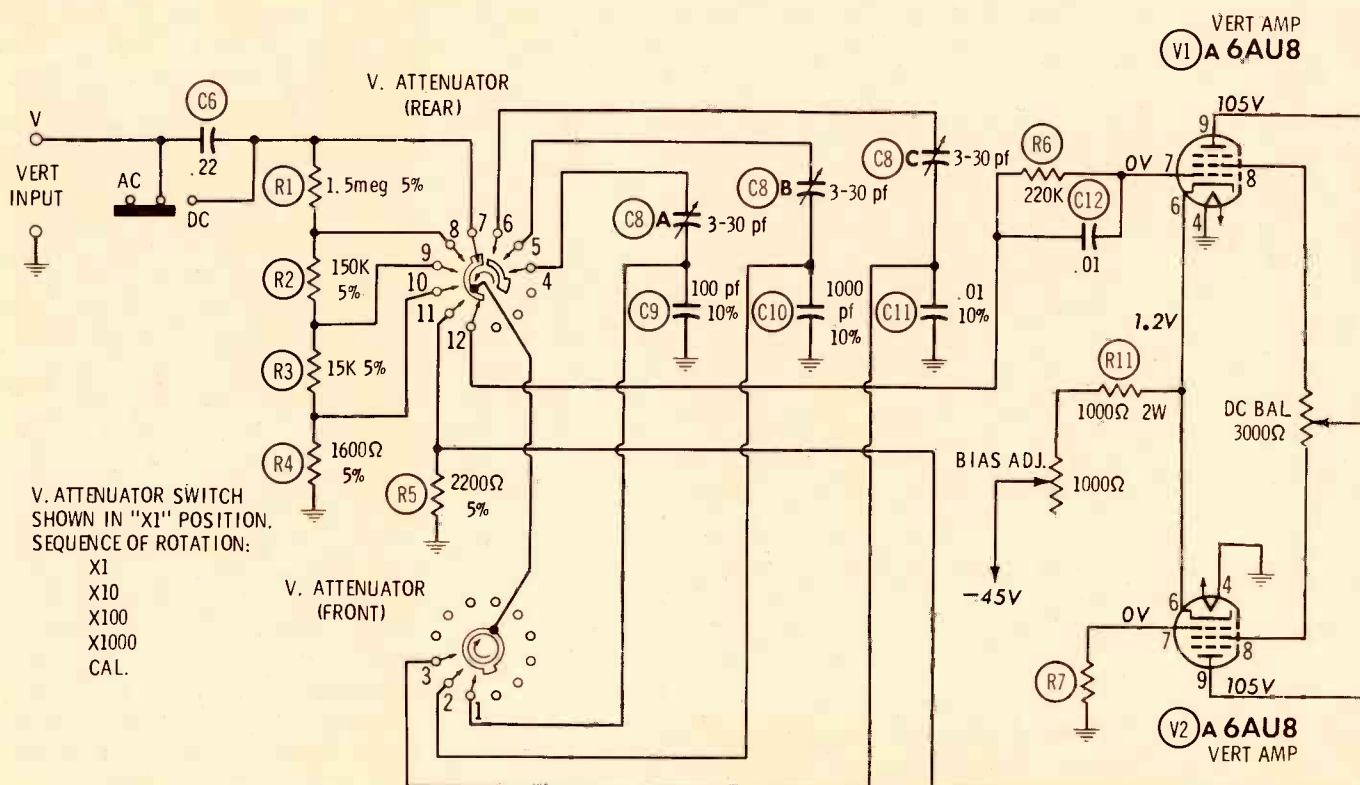 VERT AMP
V1 A 6AU8
V. ATTENUATOR
(REAR)
C6
V
.22
VERT
INPUT
AC
DC
R1
1.5meg 5%
R2
150K
5%
R3
15K 5%
R4
1600Ω
5%
8
7
6
9
5
10
4
11
12
C8 A
3-30 pf
C8 B
3-30 pf
C8 C
3-30 pf
C9
100 pf
10%
C10
1000
pf
10%
C11
.01
10%
R6
220K
C12
.01
0V
105V
9
7
8
6
4
1.2V
R11
1000Ω 2W
DC BAL
3000Ω
BIAS ADJ.
1000Ω
-45V
R5
2200Ω
5%
V. ATTENUATOR SWITCH
SHOWN IN "X1" POSITION.
SEQUENCE OF ROTATION:
X1
X10
X100
X1000
CAL.
V. ATTENUATOR
(FRONT)
3
2
1
0V
6
4
7
8
9
105V
R7
V2 A 6AU8
VERT AMP